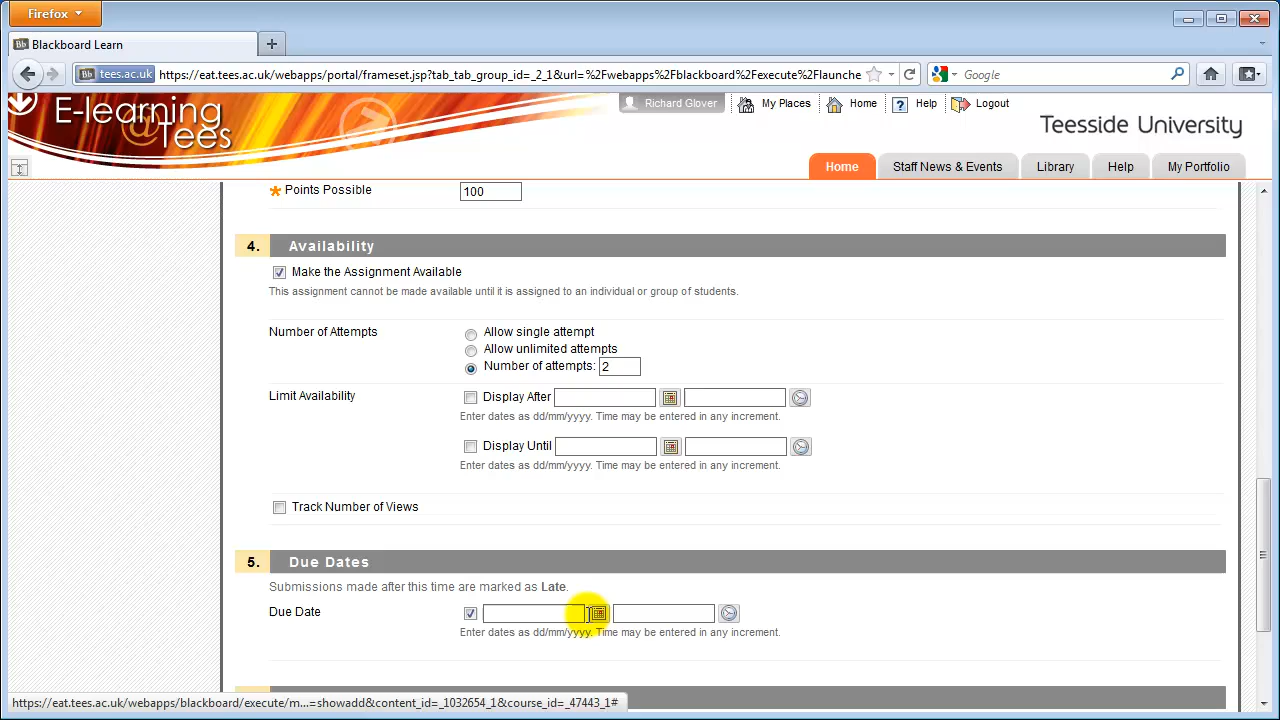 Firefox
Blackboard Learn
tees.ac.uk https://eat.tees.ac.uk/webapps/portal/frameset.jsp?tab_tab_group_id=_2_1&url=%2Fwebapps%2Fblackboard%2Fexecute%2Flaunche Google
E-learning
@Tees
Richard Glover My Places Home Help Logout
Teesside University
Home Staff News & Events Library Help My Portfolio
* Points Possible 100
4. Availability
Make the Assignment Available
This assignment cannot be made available until it is assigned to an individual or group of students.
Number of Attempts Allow single attempt
Allow unlimited attempts
Number of attempts: 2
Limit Availability Display After
Enter dates as dd/mm/yyyy. Time may be entered in any increment.
Display Until
Enter dates as dd/mm/yyyy. Time may be entered in any increment.
Track Number of Views
5. Due Dates
Submissions made after this time are marked as Late.
Due Date
Enter dates as dd/mm/yyyy. Time may be entered in any increment.
https://eat.tees.ac.uk/webapps/blackboard/execute/m...=showadd&content_id=_1032654_1&course_id=_47443_1#